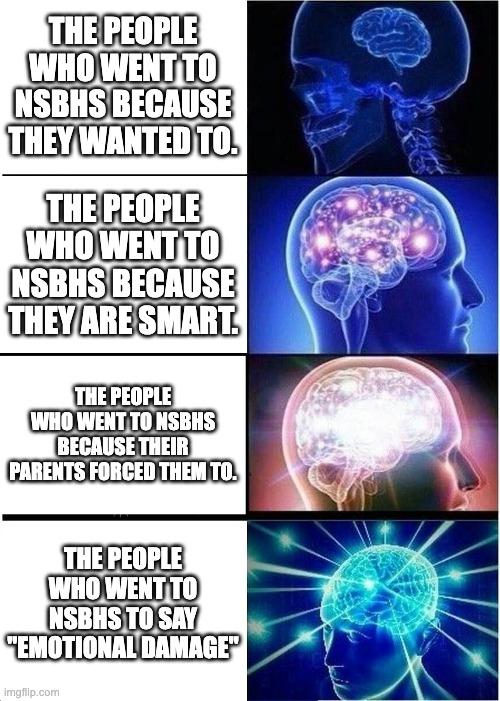 THE PEOPLE
WHO WENT TO
NSBHS BECAUSE
THEY WANTED TO.
THE PEOPLE
WHO WENT TO
NSBHS BECAUSE
THEY ARE SMART.
THE PEOPLE
WHO WENT TO NSBHS
BECAUSE THEIR
PARENTS FORCED THEM TO.
THE PEOPLE
WHO WENT TO
NSBHS TO SAY
"EMOTIONAL DAMAGE"
imgflip.com